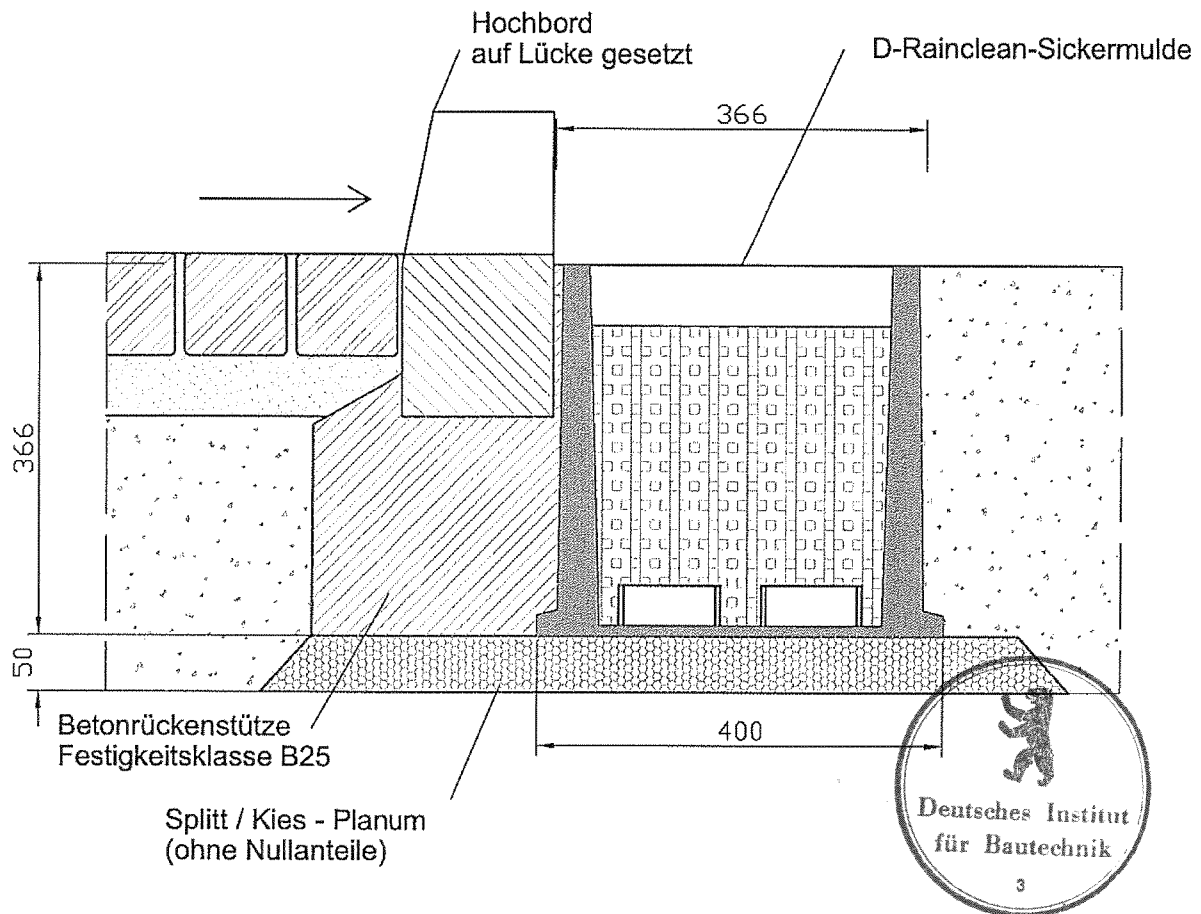 Hochbord
auf Lücke gesetzt
D-Rainclean-Sickermulde
366
366
50
400
Betonrückenstütze
Festigkeitsklasse B25
Splitt / Kies - Planum
(ohne Nullanteile)
Deutsches Institut
für Bautechnik
3